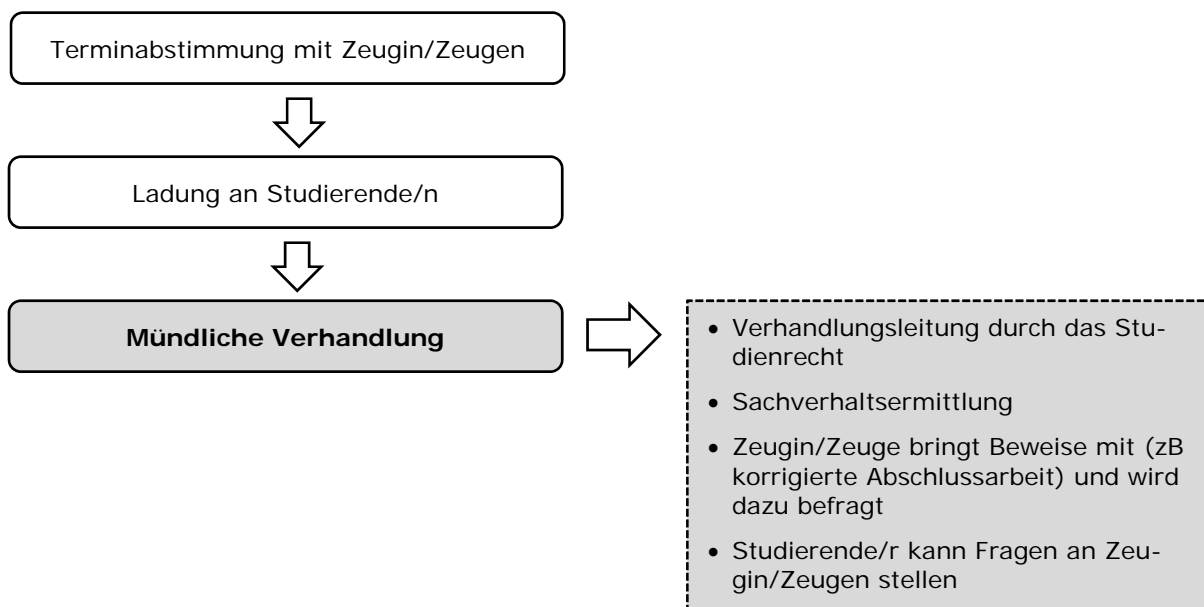 Terminabstimmung mit Zeugin/Zeugen
Ladung an Studierende/n
Mündliche Verhandlung
• Verhandlungsleitung durch das Stu-
dienrecht
• Sachverhaltsermittlung
• Zeugin/Zeuge bringt Beweise mit (zB
korrigierte Abschlussarbeit) und wird
dazu befragt
• Studierende/r kann Fragen an Zeu-
gin/Zeugen stellen